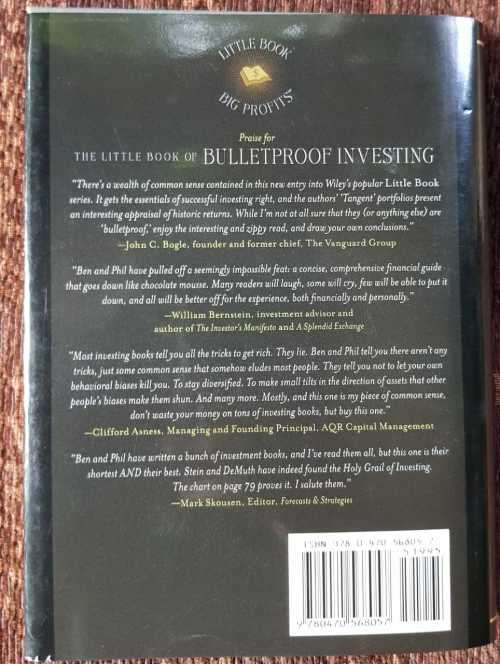 LITTLE BOOK
BIG PROFITS
Praise for
THE LITTLE BOOK OF BULLETPROOF INVESTING
"There's a wealth of common sense contained in this new entry into Wiley's popular Little Book
series. It gets the essentials of successful investing right, and the authors' 'Tangent' portfolios present
an interesting appraisal of historic returns. While I'm not at all sure that they (or anything else) are
'bulletproof,' enjoy the interesting and zippy read, and draw your own conclusions."
—John C. Bogle, founder and former chief, The Vanguard Group
"Ben and Phil have pulled off a seemingly impossible feat: a concise, comprehensive financial guide
that goes down like chocolate mousse. Many readers will laugh, some will cry, few will be able to put it
down, and all will be better off for the experience, both financially and personally."
—William Bernstein, investment advisor and
author of The Investor's Manifesto and A Splendid Exchange
"Most investing books tell you all the tricks to get rich. They lie. Ben and Phil tell you there aren't any
tricks, just some common sense that somehow eludes most people. They tell you not to let your own
behavioral biases kill you. To stay diversified. To make small tilts in the direction of assets that other
people's biases make them shun. And many more. Mostly, and this one is my piece of common sense,
don't waste your money on tons of investing books, but buy this one."
—Clifford Asness, Managing and Founding Principal, AQR Capital Management
"Ben and Phil have written a bunch of investment books, and I've read them all, but this one is their
shortest AND their best. Stein and DeMuth have indeed found the Holy Grail of Investing.
The chart on page 79 proves it. I salute them."
—Mark Skousen, Editor, Forecasts & Strategies
ISBN 978-0-470-56805-7
51995
9 780470 568057